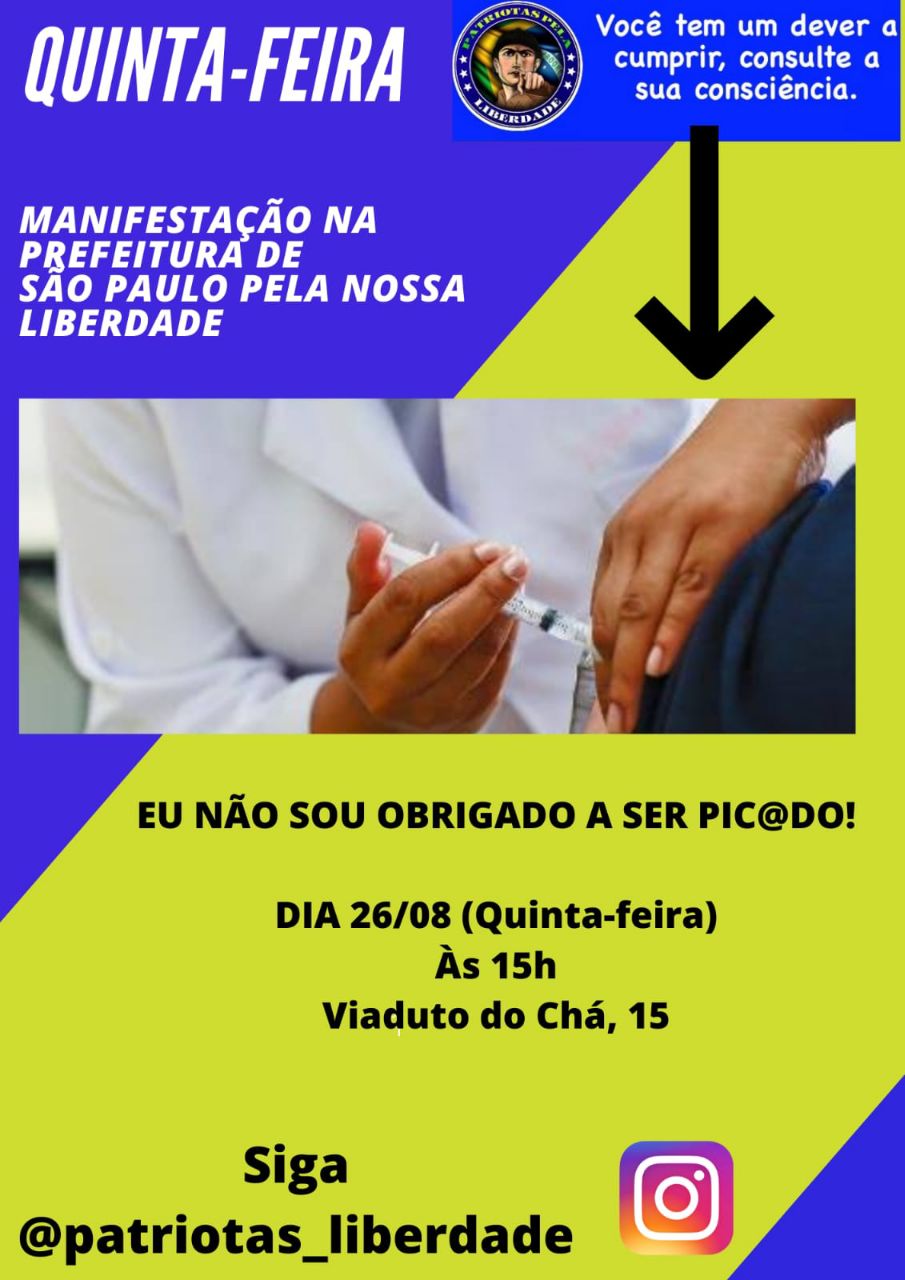 QUINTA-FEIRA
PATRIOTAS PELA
LIBERDADE
Você tem um dever a
cumprir, consulte a
sua consciência.
MANIFESTAÇÃO NA
PREFEITURA DE
SÃO PAULO PELA NOSSA
LIBERDADE
EU NÃO SOU OBRIGADO A SER PIC@DO!
DIA 26/08 (Quinta-feira)
Às 15h
Viaduto do Chá, 15
Siga
@patriotas_liberdade